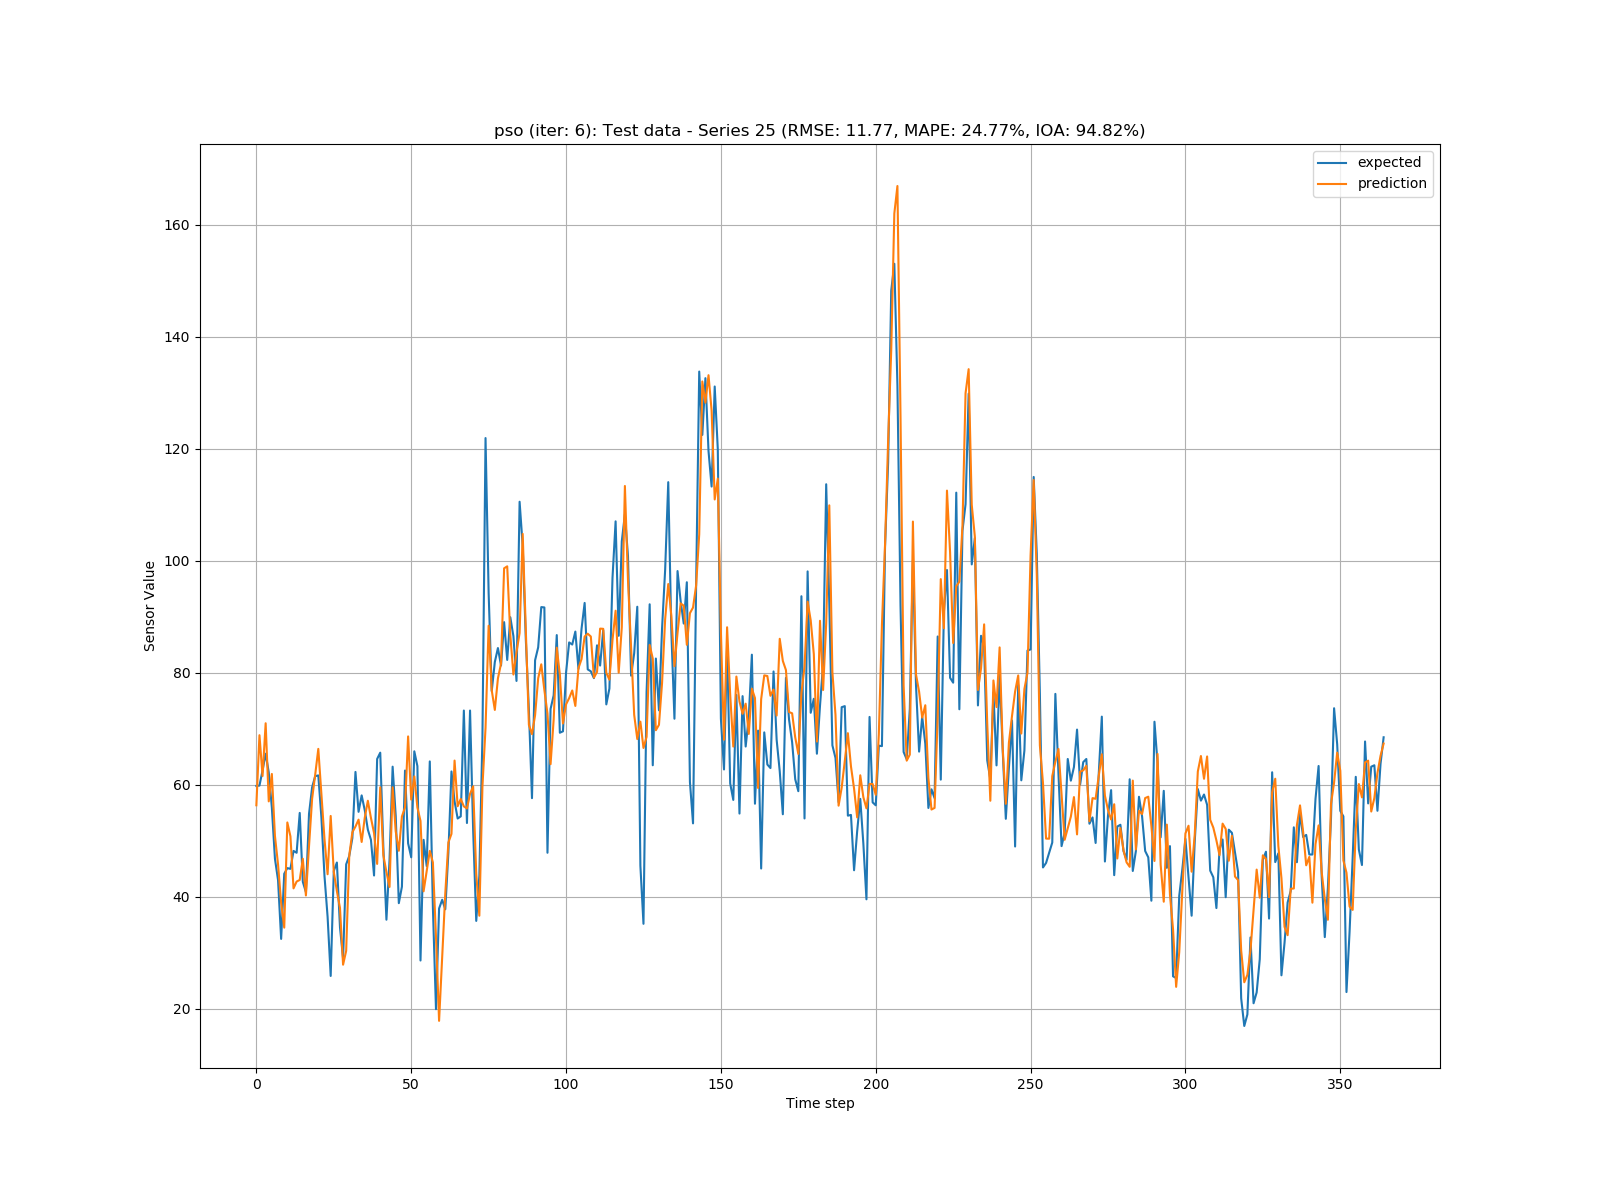 pso (iter: 6): Test data - Series 25 (RMSE: 11.77, MAPE: 24.77%, IOA: 94.82%)
expected
prediction
160
140
120
100
80
60
40
20
Sensor Value
0 50 100 150 200 250 300 350
Time step